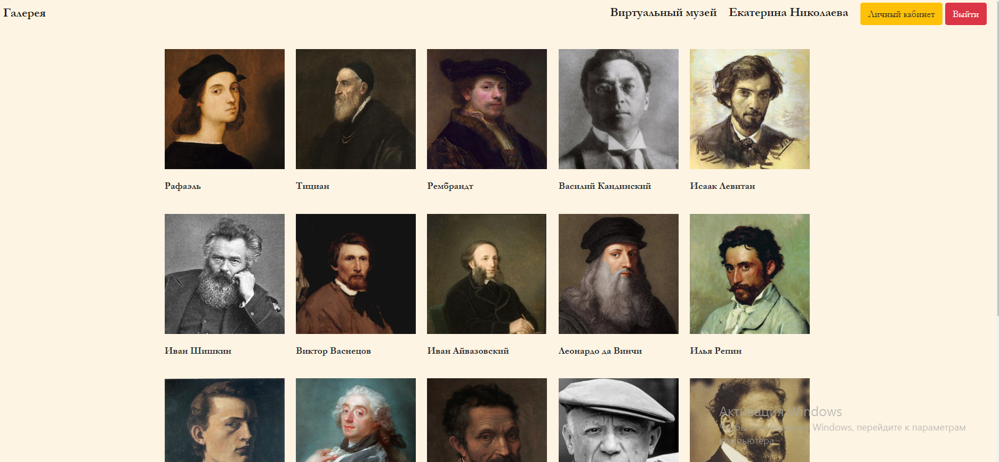 Галерея
Виртуальный музей
Екатерина Николаева
Личный кабинет
Выйти
Рафаэль
Тициан
Рембрандт
Василий Кандинский
Исаак Левитан
Иван Шишкин
Виктор Васнецов
Иван Айвазовский
Леонардо да Винчи
Илья Репин
Активация Windows
Чтобы активировать Windows, перейдите к параметрам
компьютера.